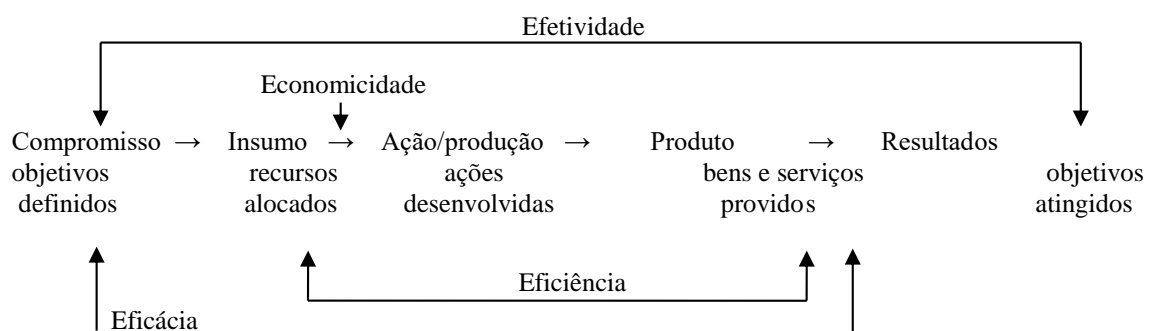 Efetividade
Economicidade
Compromisso → Insumo → Ação/produção → Produto → Resultados
objetivos recursos ações bens e serviços objetivos
definidos alocados desenvolvidas providos atingidos
Eficiência
Eficácia